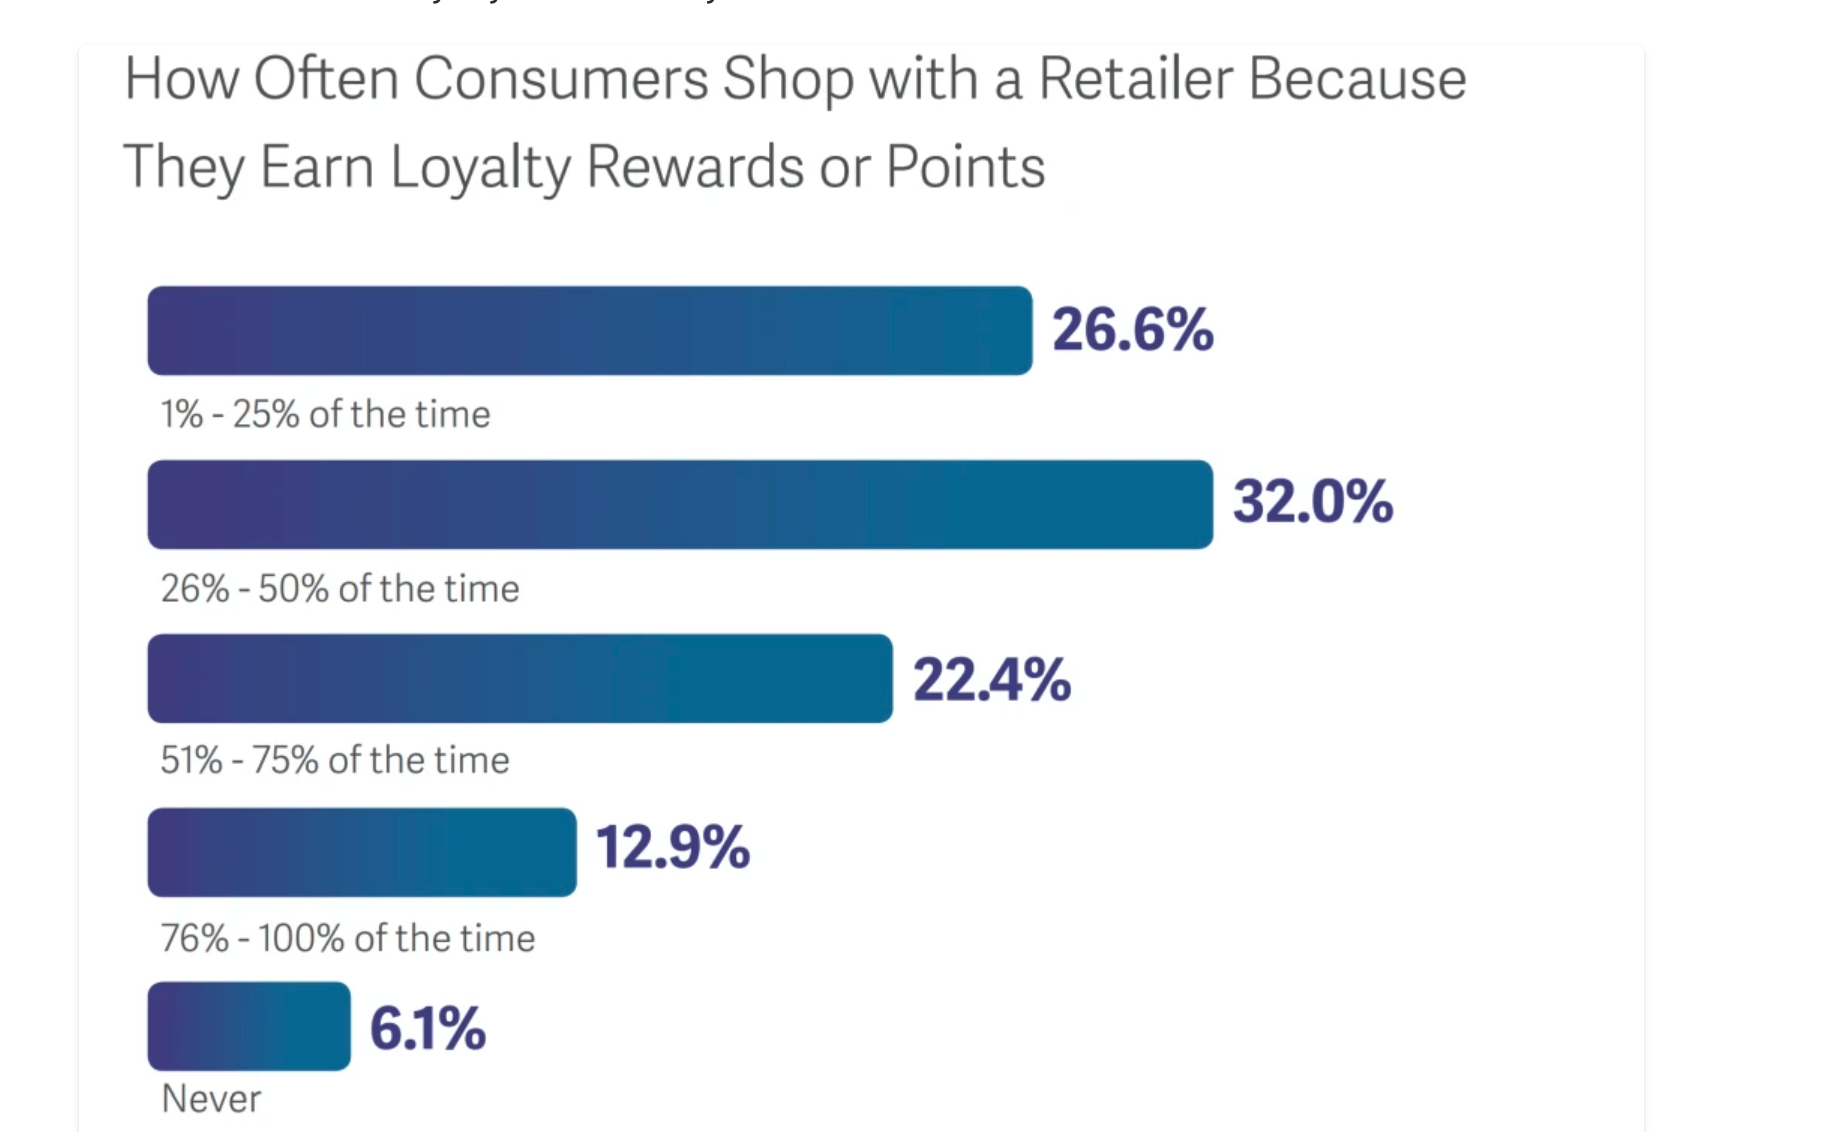 How Often Consumers Shop with a Retailer Because
They Earn Loyalty Rewards or Points
26.6%
1% - 25% of the time
32.0%
26% - 50% of the time
22.4%
51% - 75% of the time
12.9%
76% - 100% of the time
6.1%
Never